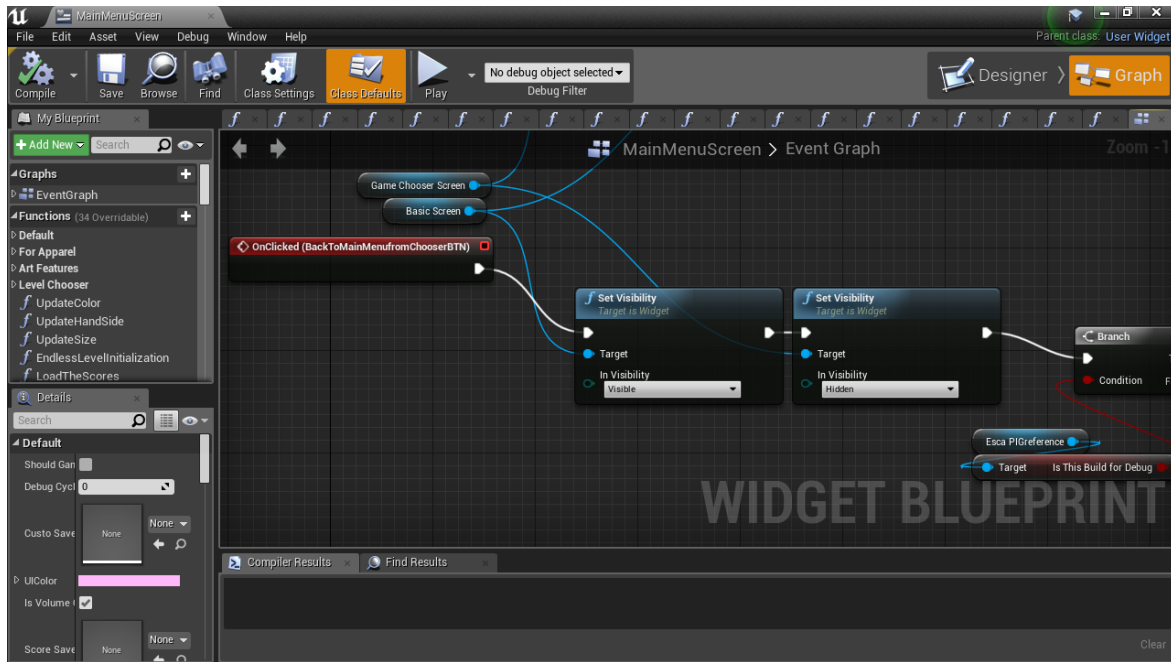 MainMenuScreen
File Edit Asset View Debug Window Help
Parent class: User Widget
Compile Save Browse Find Class Settings Class Defaults Play
No debug object selected
Debug Filter
Designer Graph
My Blueprint
+ Add New Search
Graphs
EventGraph
Functions (34 Overridable)
Default
For Apparel
Art Features
Level Chooser
UpdateColor
UpdateHandSide
UpdateSize
EndlessLevelInitialization
LoadTheScores
Details
Search
Default
Should Gan
Debug Cycl 0
Custo Save None None
UIColor
Is Volume
Score Save None None
MainMenuScreen > Event Graph
Zoom -1
Game Chooser Screen
Basic Screen
OnClicked (BackToMainMenufromChooserBTN)
Set Visibility
Target is Widget
Target
In Visibility
Visible
Set Visibility
Target is Widget
Target
In Visibility
Hidden
Branch
Condition F
Esca PIGreference
Target Is This Build for Debug
WIDGET BLUEPRINT
Compiler Results Find Results
Clear